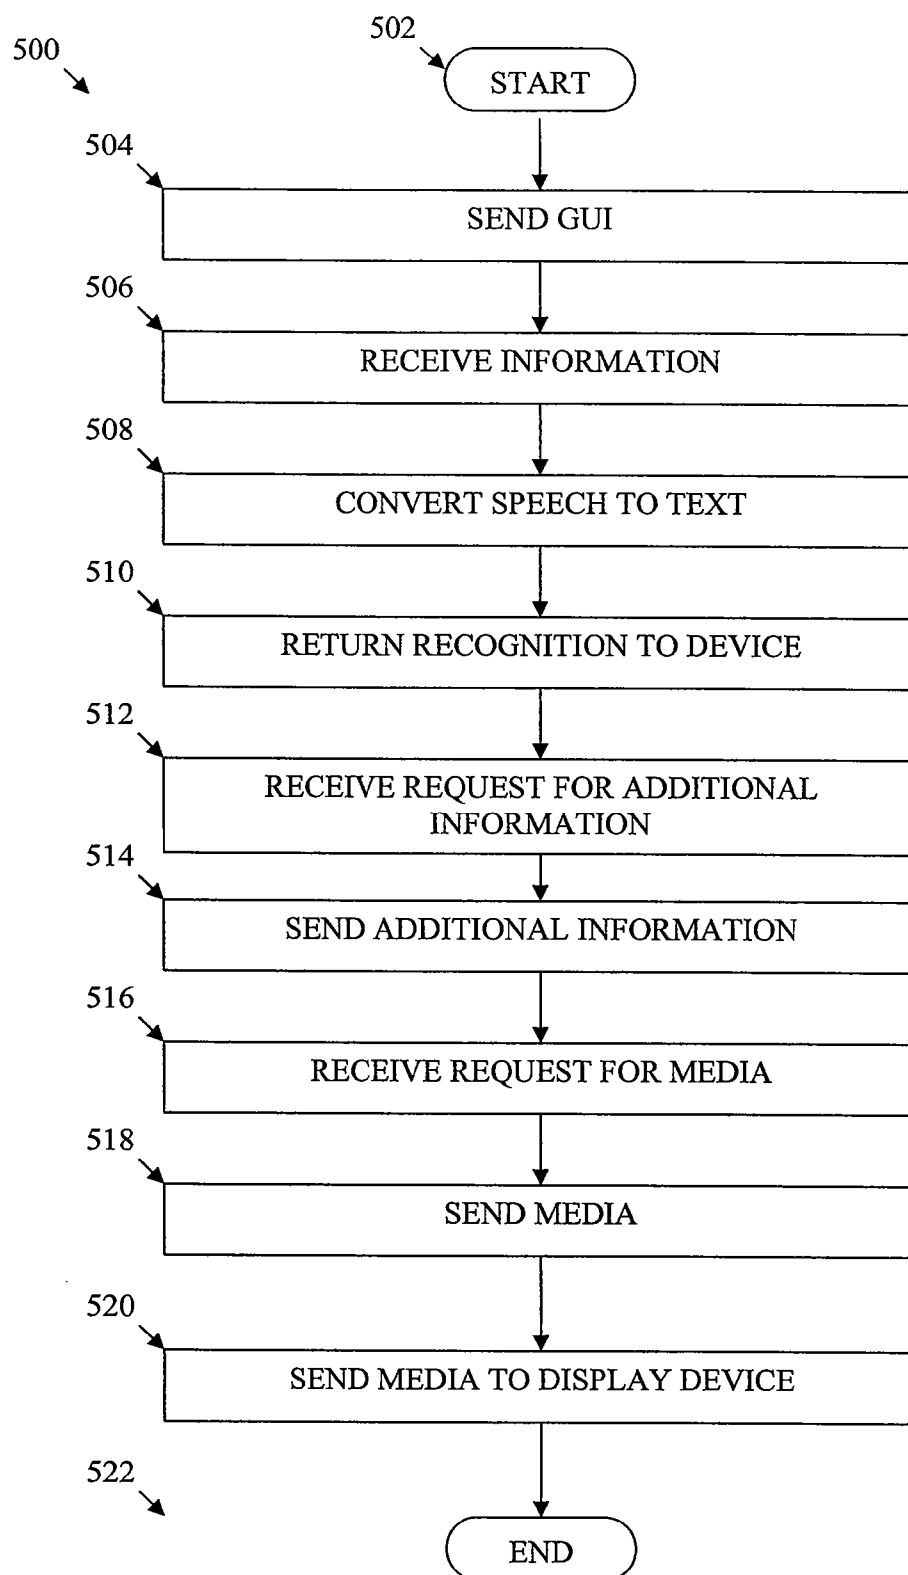 500
502
START
504
SEND GUI
506
RECEIVE INFORMATION
508
CONVERT SPEECH TO TEXT
510
RETURN RECOGNITION TO DEVICE
512
RECEIVE REQUEST FOR ADDITIONAL
INFORMATION
514
SEND ADDITIONAL INFORMATION
516
RECEIVE REQUEST FOR MEDIA
518
SEND MEDIA
520
SEND MEDIA TO DISPLAY DEVICE
522
END